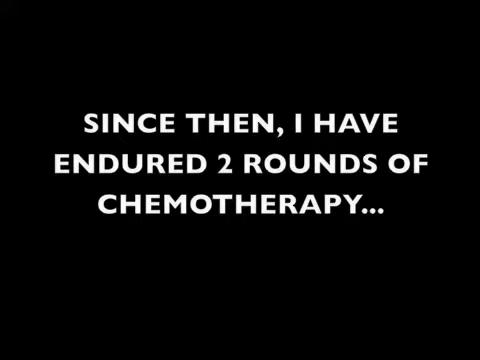 SINCE THEN, I HAVE
ENDURED 2 ROUNDS OF
CHEMOTHERAPY...